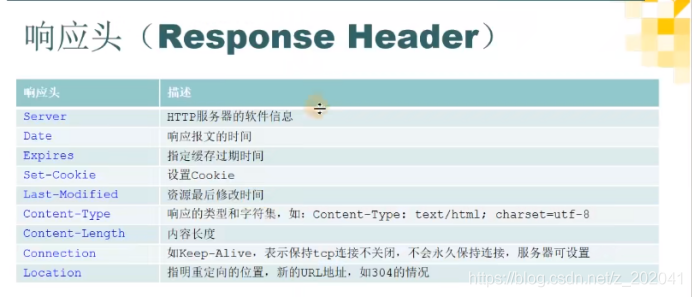 响应头（Response Header）
响应头 描述
Server HTTP服务器的软件信息
Date 响应报文的时间
Expires 指定缓存过期时间
Set-Cookie 设置Cookie
Last-Modified 资源最后修改时间
Content-Type 响应的类型和字符集，如：Content-Type: text/html; charset=utf-8
Content-Length 内容长度
Connection 如Keep-Alive，表示保持tcp连接不关闭，不会永久保持连接，服务器可设置
Location 指明重定向的位置，新的URL地址，如304的情况
https://blog.csdn.net/z_202041